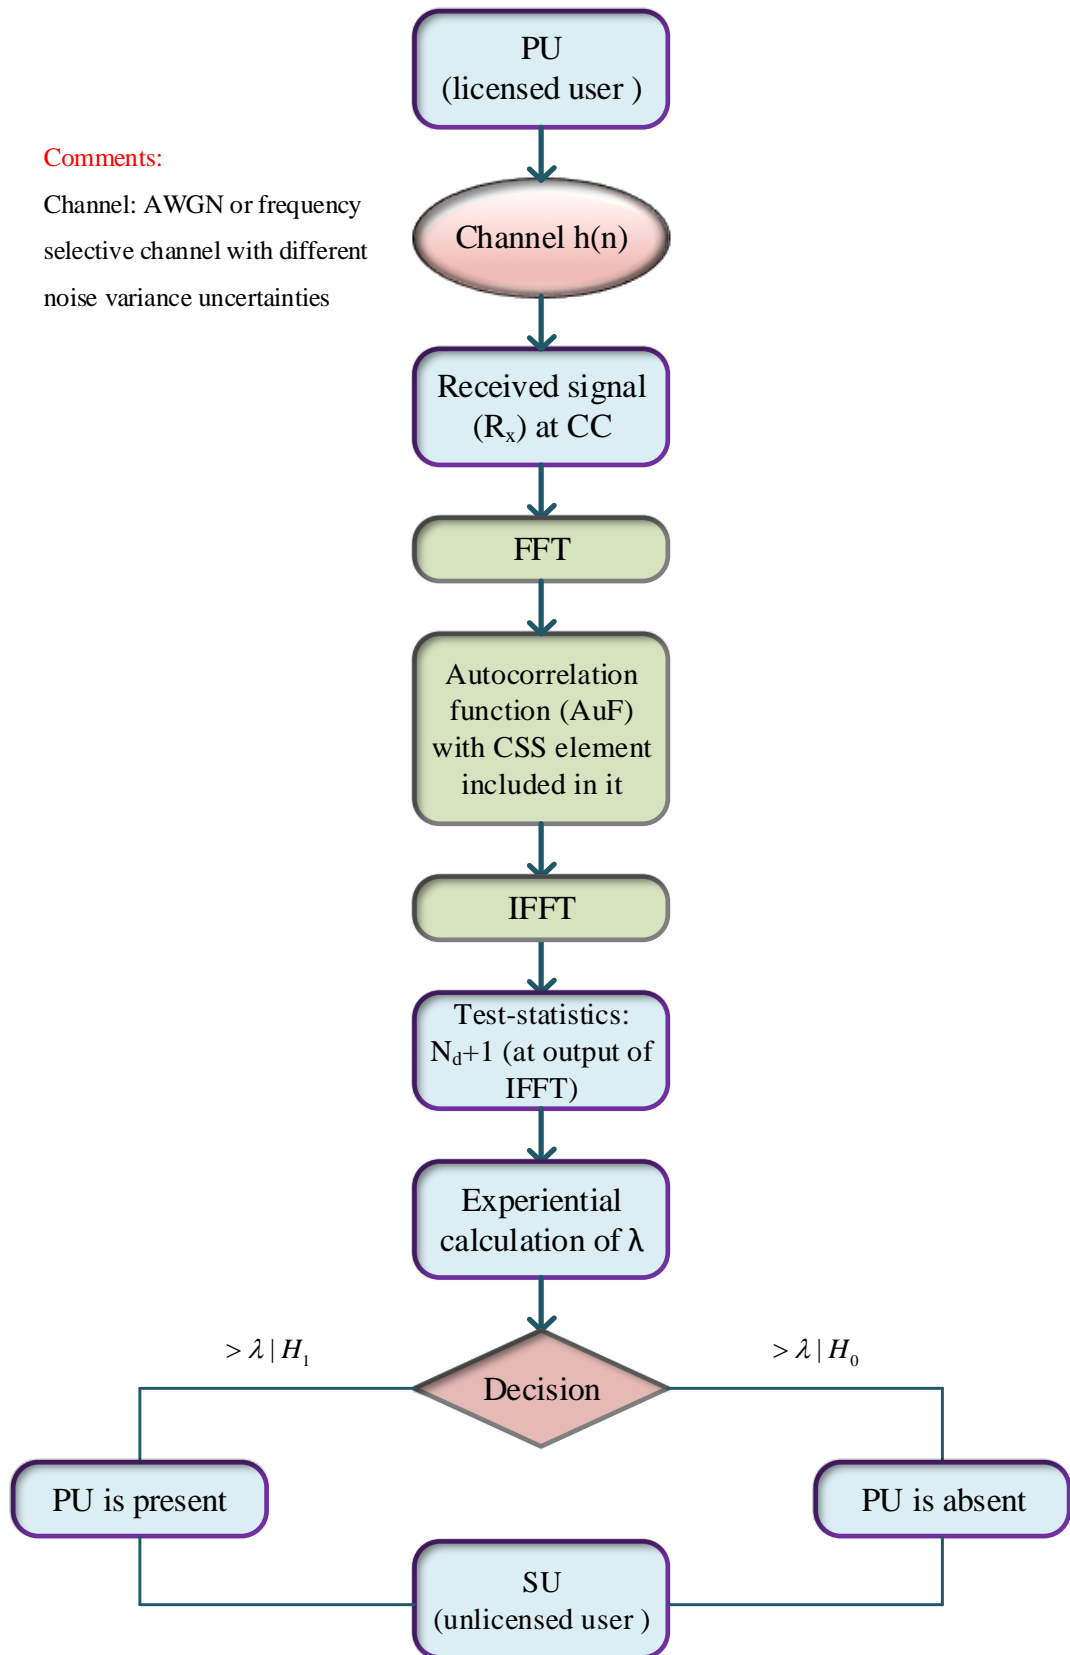 PU
(licensed user )
Comments:
Channel: AWGN or frequency
selective channel with different
noise variance uncertainties
Channel h(n)
Received signal
(Rₓ) at CC
FFT
Autocorrelation
function (AuF)
with CSS element
included in it
IFFT
Test-statistics:
N_d+1 (at output of
IFFT)
Experiential
calculation of λ
> λ | H₁
> λ | H₀
Decision
PU is present
PU is absent
SU
(unlicensed user )